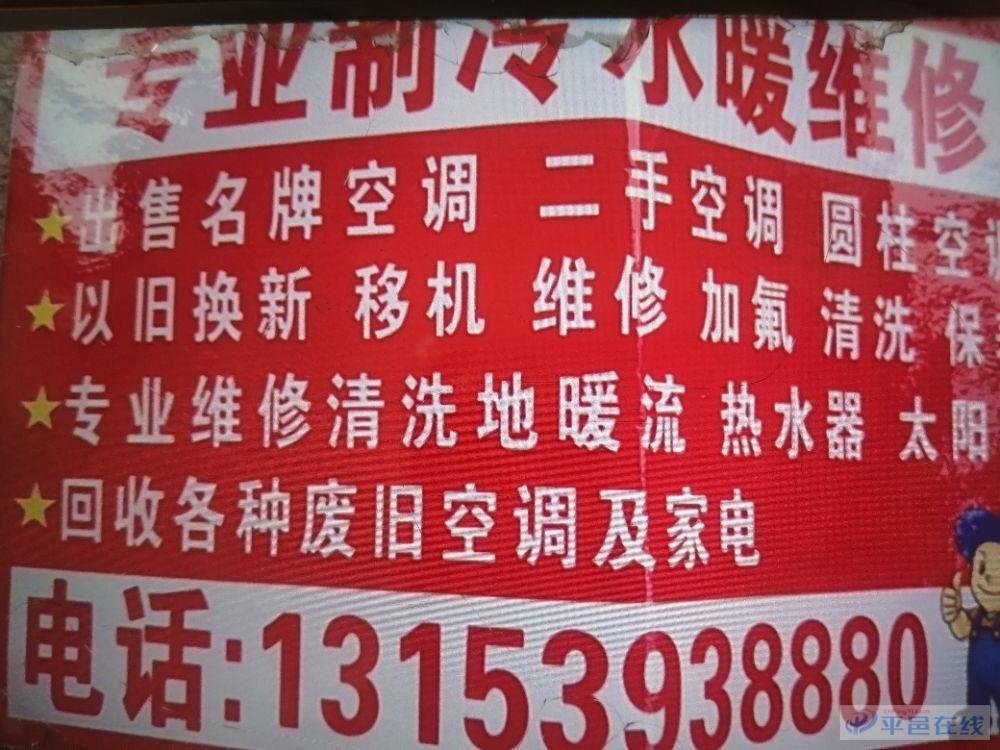 专业制冷水暖维修
出售名牌空调 二手空调 圆柱空调
以旧换新 移机 维修 加氟 清洗 保
专业维修清洗地暖流 热水器 太阳
回收各种废旧空调及家电
电话:13153938880
平邑在线